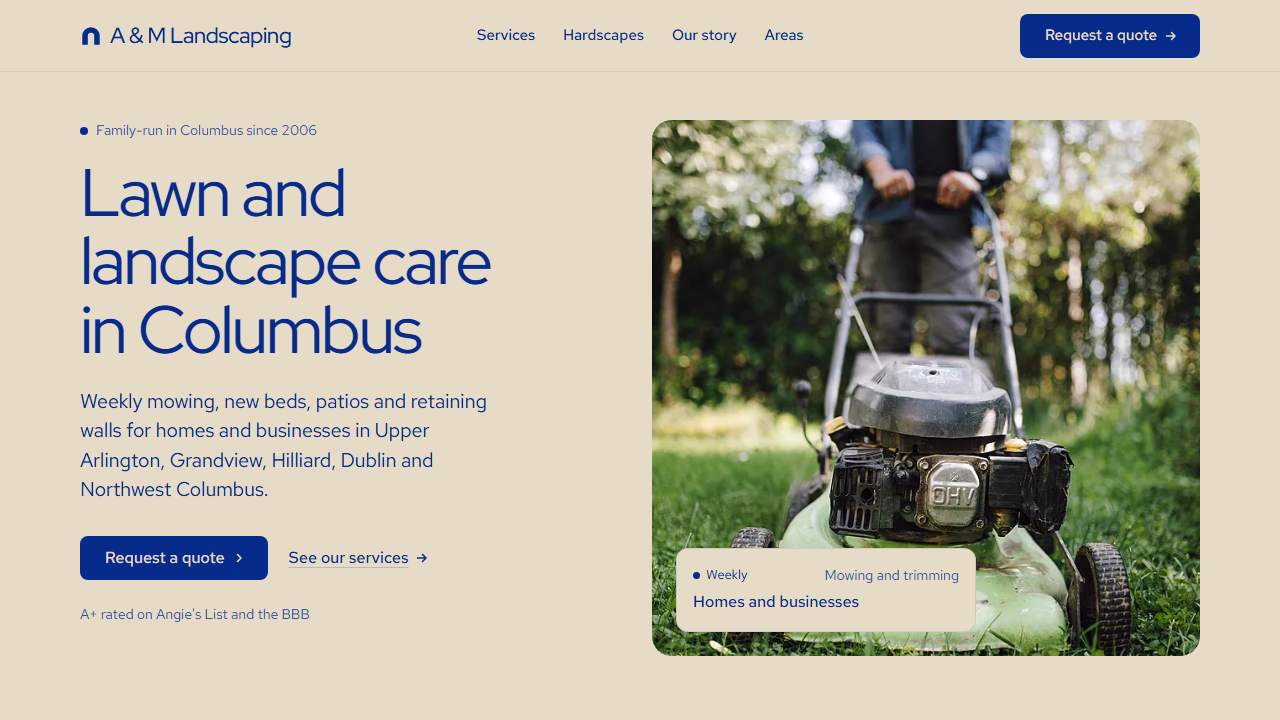 A & M Landscaping
Services
Hardscapes
Our story
Areas
Request a quote
Family-run in Columbus since 2006
Lawn and
landscape care
in Columbus
Weekly mowing, new beds, patios and retaining
walls for homes and businesses in Upper
Arlington, Grandview, Hilliard, Dublin and
Northwest Columbus.
Request a quote
See our services
A+ rated on Angie's List and the BBB
OHV
Weekly
Mowing and trimming
Homes and businesses